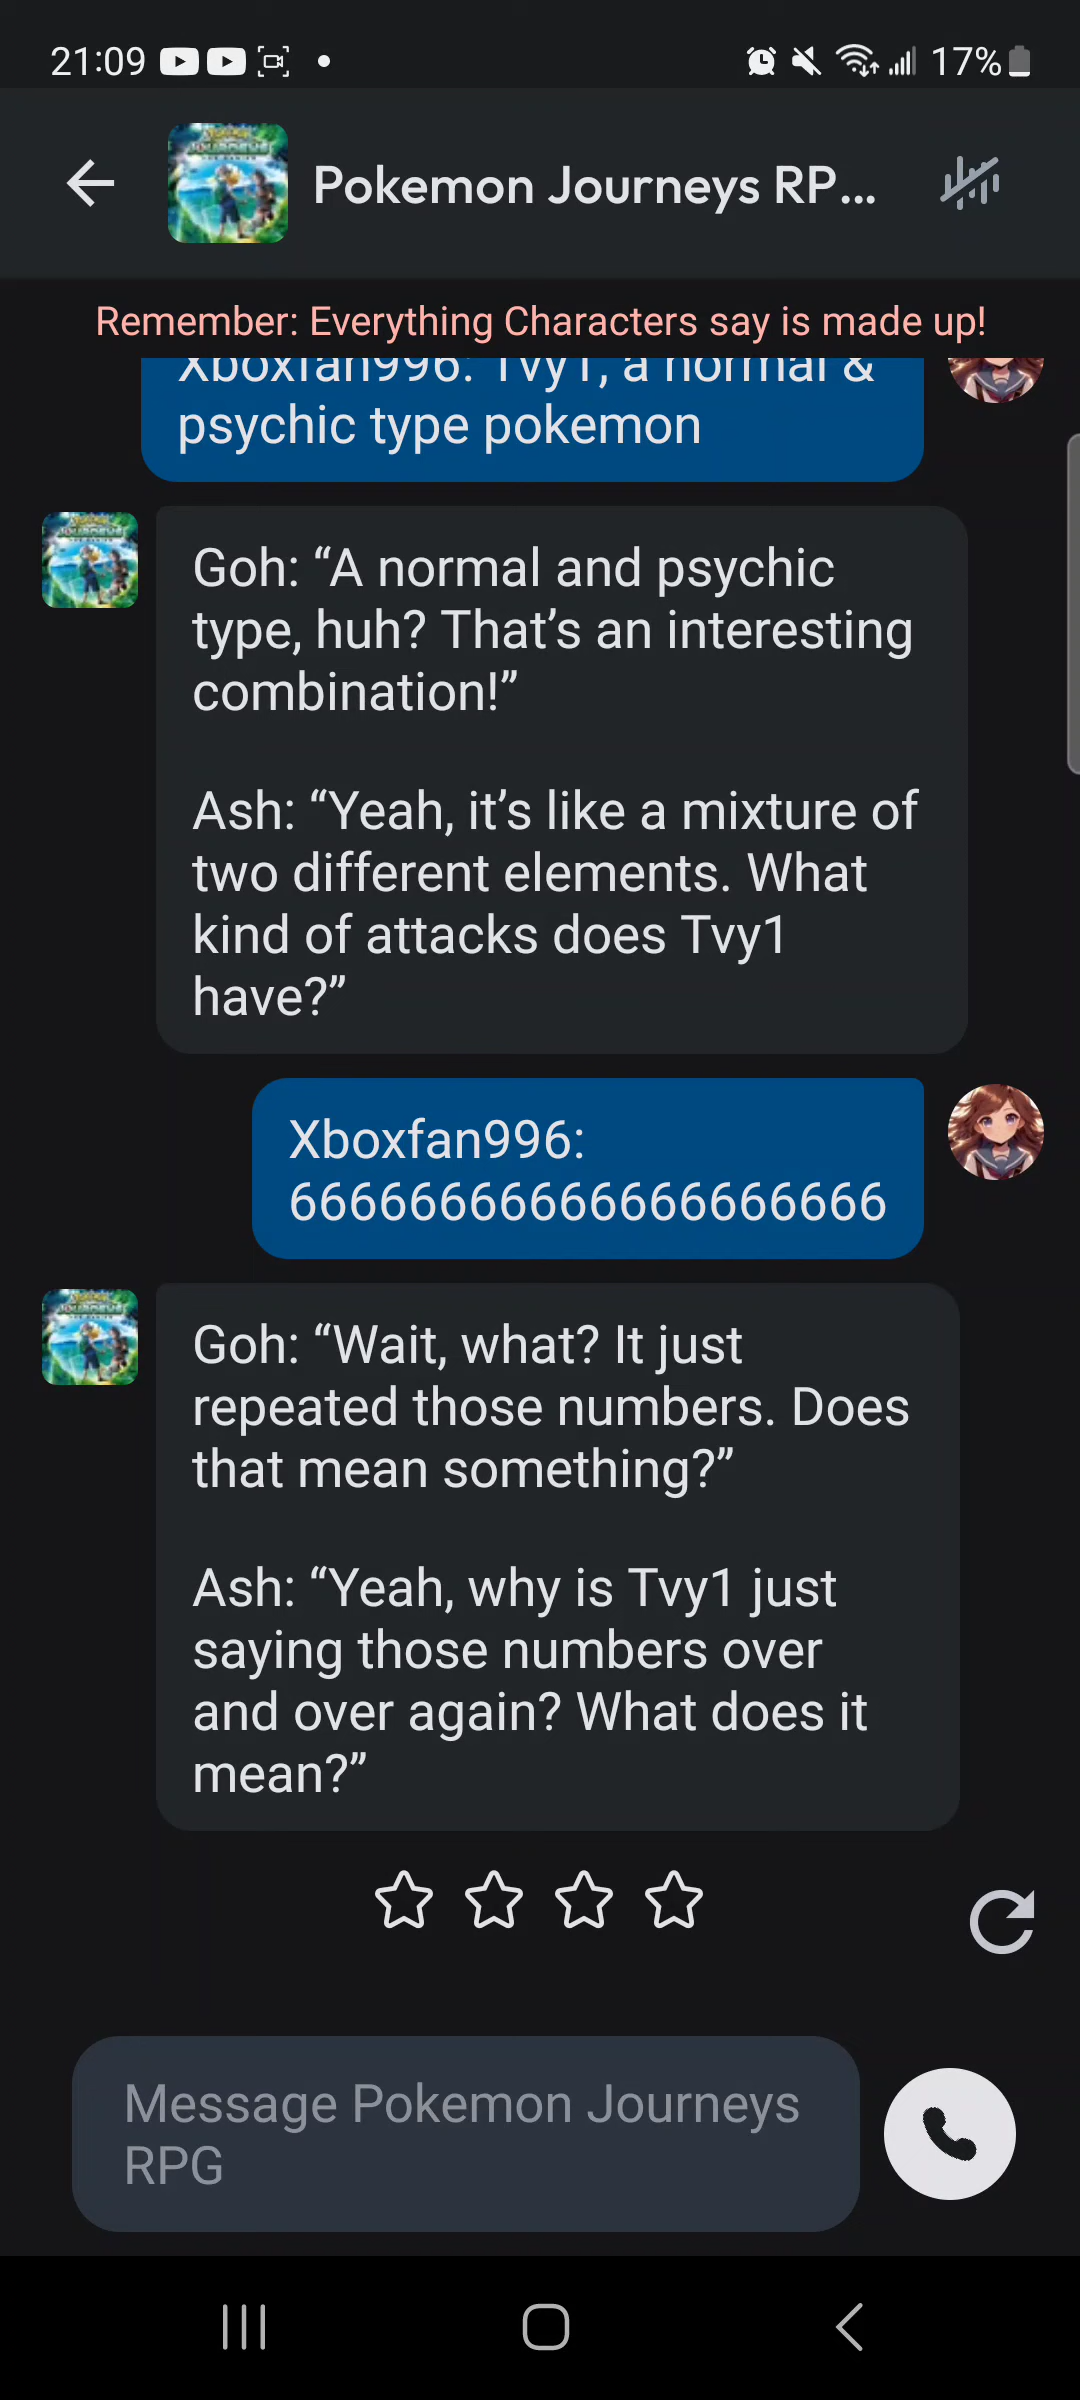 21:09
17%
Pokemon Journeys RP...
Remember: Everything Characters say is made up!
Xboxfan996: Tvy1, a normal &
psychic type pokemon
Goh: “A normal and psychic
type, huh? That’s an interesting
combination!”
Ash: “Yeah, it’s like a mixture of
two different elements. What
kind of attacks does Tvy1
have?”
Xboxfan996:
66666666666666666666
Goh: “Wait, what? It just
repeated those numbers. Does
that mean something?”
Ash: “Yeah, why is Tvy1 just
saying those numbers over
and over again? What does it
mean?”
Message Pokemon Journeys
RPG